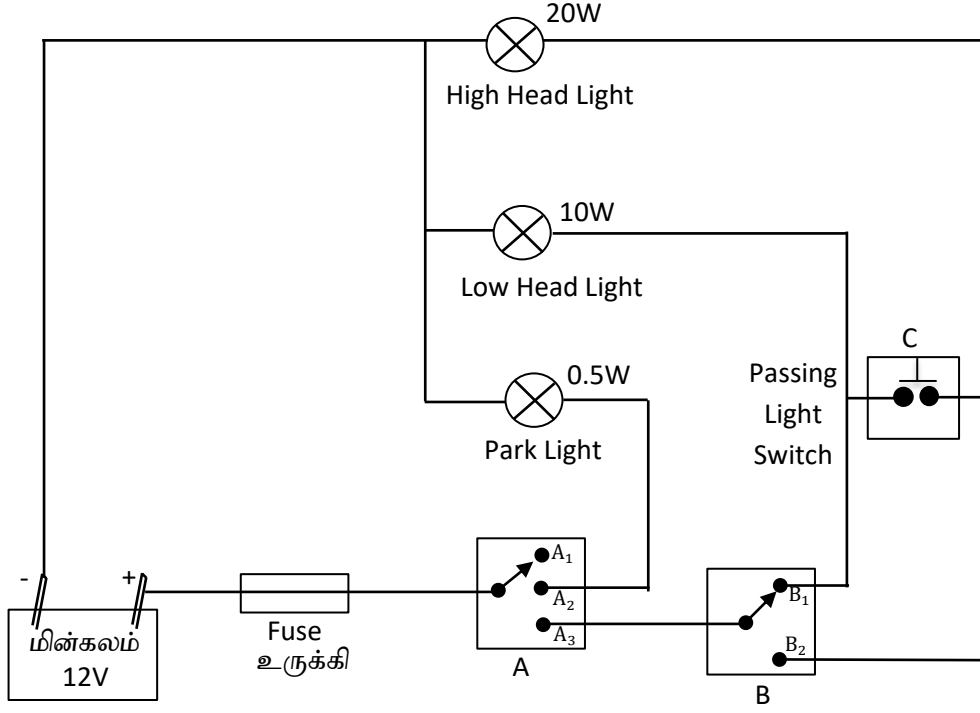 20W
High Head Light
10W
Low Head Light
C
0.5W
Passing
Light
Switch
Park Light
- +
A₁
A₂
A₃
B₁
B₂
Fuse
உருக்கி
மின்கலம்
12V
A
B